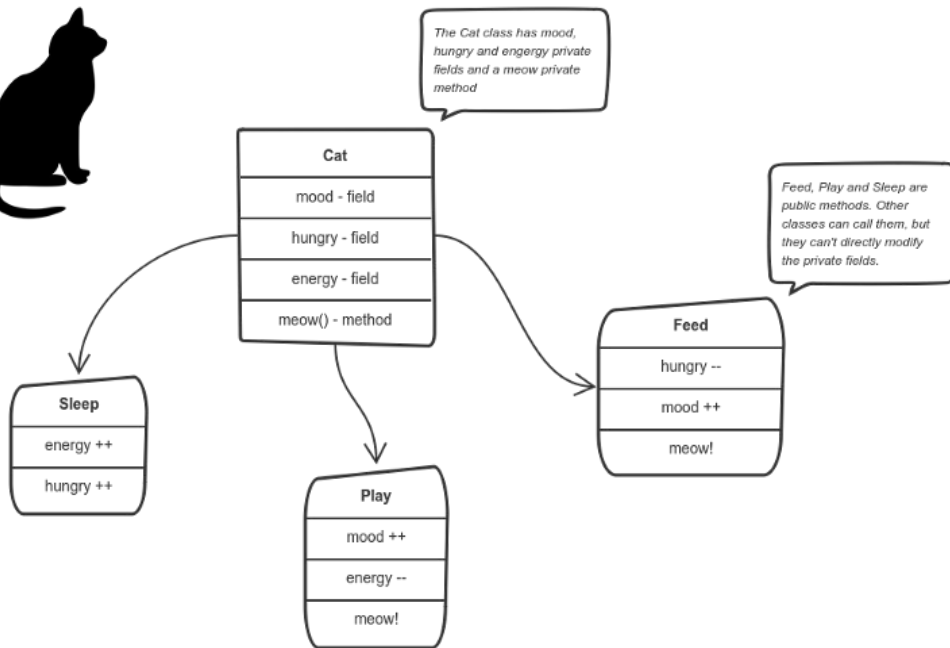 The Cat class has mood,
hungry and engergy private
fields and a meow private
method
Cat
mood - field
hungry - field
energy - field
meow() - method
Feed, Play and Sleep are
public methods. Other
classes can call them, but
they can't directly modify
the private fields.
Feed
hungry --
mood ++
meow!
Sleep
energy ++
hungry ++
Play
mood ++
energy --
meow!